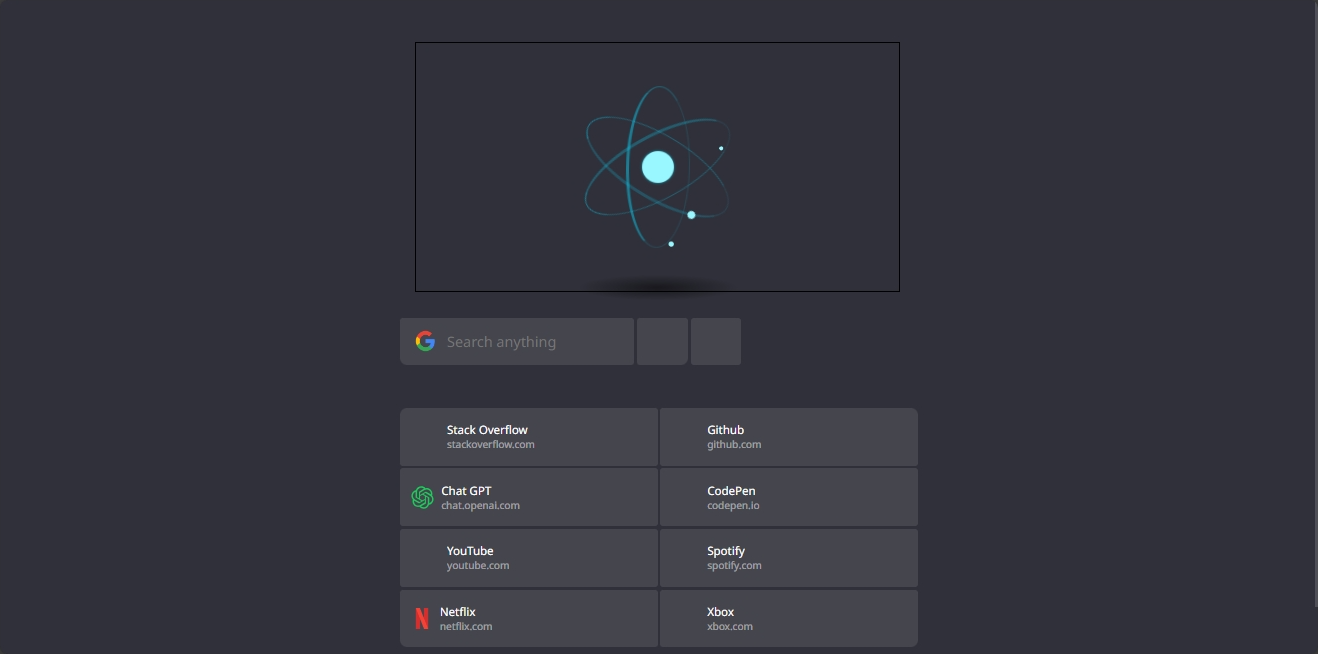 Search anything
Stack Overflow
stackoverflow.com
Github
github.com
Chat GPT
chat.openai.com
CodePen
codepen.io
YouTube
youtube.com
Spotify
spotify.com
Netflix
netflix.com
Xbox
xbox.com